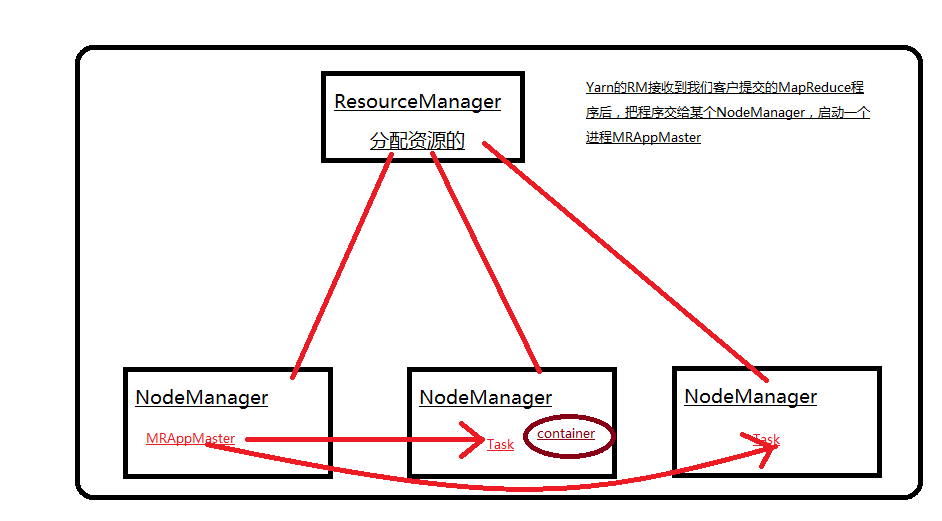 ResourceManager
分配资源的
Yarn的RM接收到我们客户提交的MapReduce程
序后，把程序交给某个NodeManager，启动一个
进程MRAppMaster
NodeManager
MRAppMaster
NodeManager
Task
container
NodeManager
Task